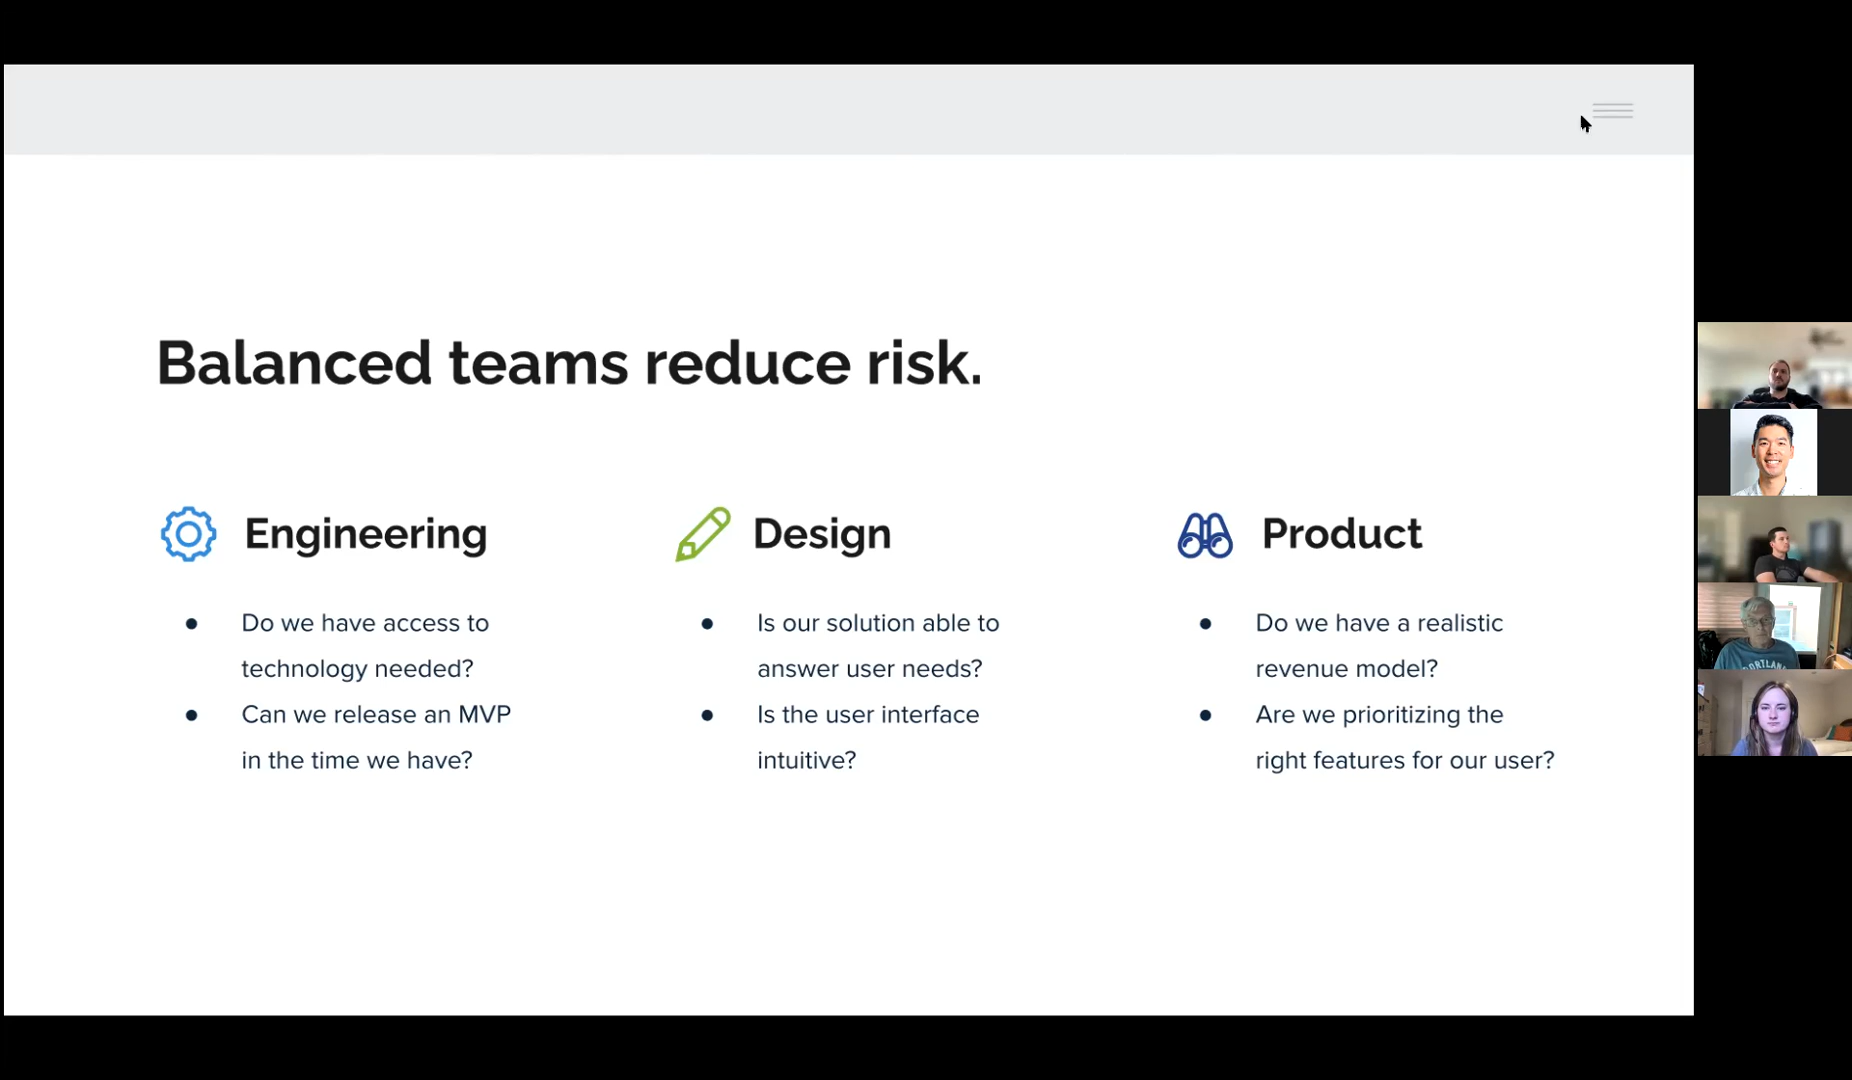 Balanced teams reduce risk.
Engineering
● Do we have access to
technology needed?
● Can we release an MVP
in the time we have?
Design
● Is our solution able to
answer user needs?
● Is the user interface
intuitive?
Product
● Do we have a realistic
revenue model?
● Are we prioritizing the
right features for our user?